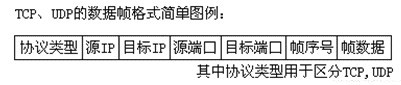 TCP、UDP的数据帧格式简单图例：
协议类型 源IP 目标IP 源端口 目标端口 帧序号 帧数据
其中协议类型用于区分TCP,UDP